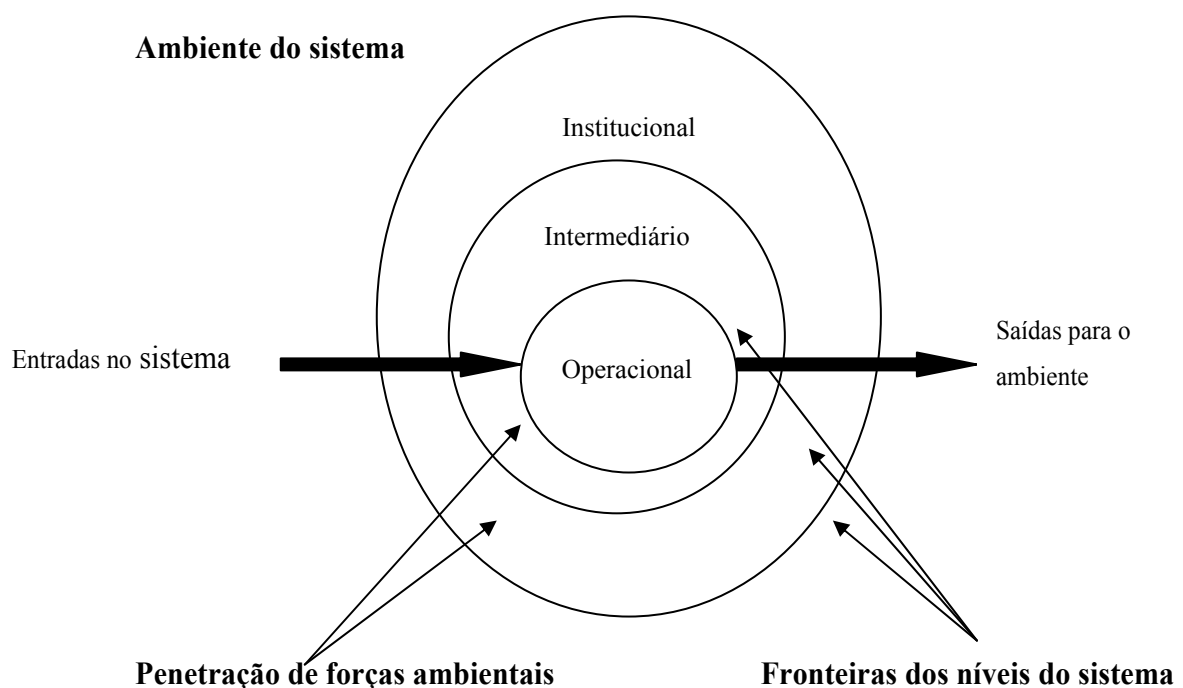 Ambiente do sistema
Institucional
Intermediário
Entradas no sistema
Operacional
Saídas para o
ambiente
Penetração de forças ambientais
Fronteiras dos níveis do sistema